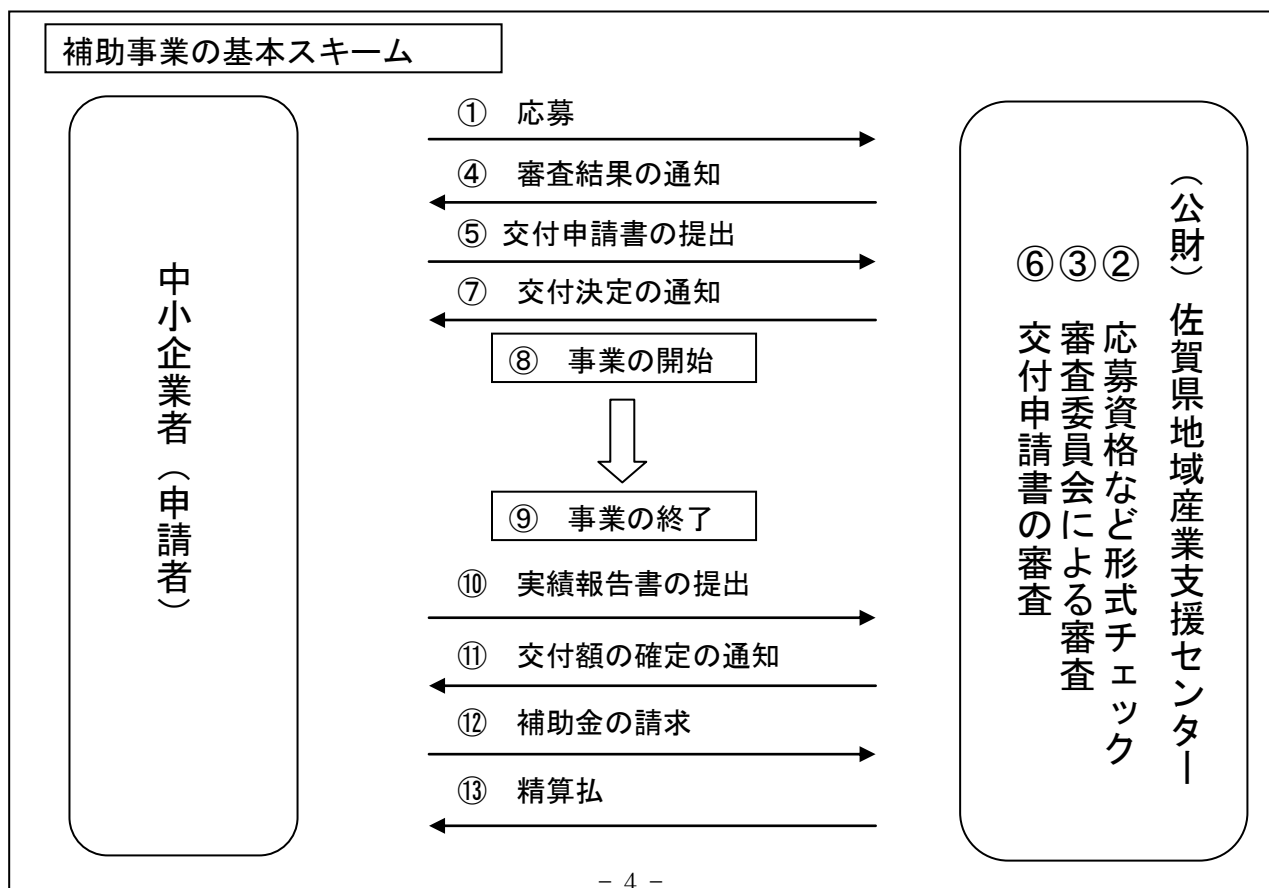 補助事業の基本スキーム
中小企業者（申請者）
① 応募
④ 審査結果の通知
⑤ 交付申請書の提出
⑦ 交付決定の通知
⑧ 事業の開始
⑨ 事業の終了
⑩ 実績報告書の提出
⑪ 交付額の確定の通知
⑫ 補助金の請求
⑬ 精算払
（公財）佐賀県地域産業支援センター
② 応募資格など形式チェック
③ 審査委員会による審査
⑥ 交付申請書の審査
− 4 −